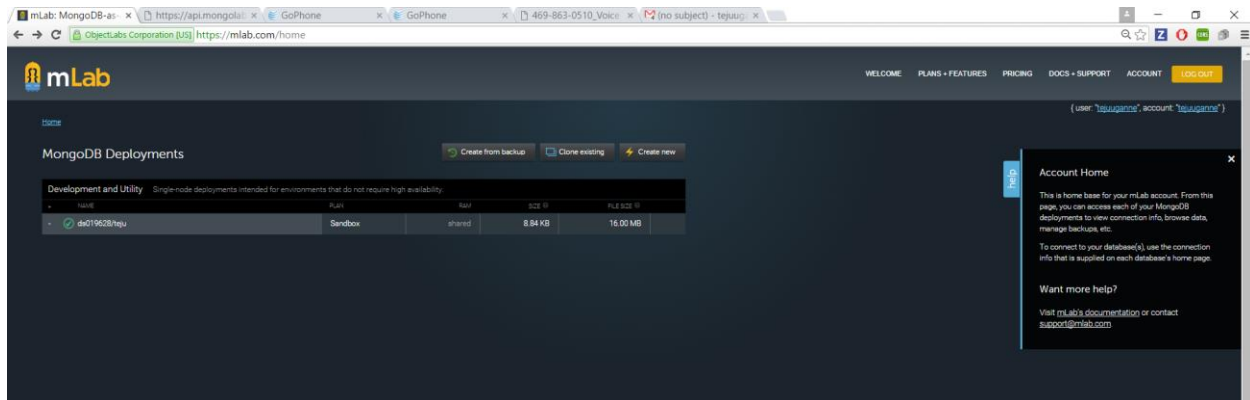 mLab: MongoDB-as- https://api.mongolab GoPhone GoPhone 469-863-0510_Voice (no subject) - tejuug
ObjectLabs Corporation [US] https://mlab.com/home
mLab
WELCOME PLANS + FEATURES PRICING DOCS + SUPPORT ACCOUNT LOG OUT
{ user: "tejuuganne", account: "tejuuganne" }
Home
MongoDB Deployments
Create from backup Clone existing Create new
Development and Utility Single-node deployments intended for environments that do not require high availability.
NAME PLAN RAM SIZE FILE SIZE
ds019628/teju Sandbox shared 8.84 KB 16.00 MB
help
Account Home
This is home base for your mLab account. From this
page, you can access each of your MongoDB
deployments to view connection info, browse data,
manage backups, etc.
To connect to your database(s), use the connection
info that is supplied on each database's home page.
Want more help?
Visit mLab's documentation or contact
support@mlab.com.